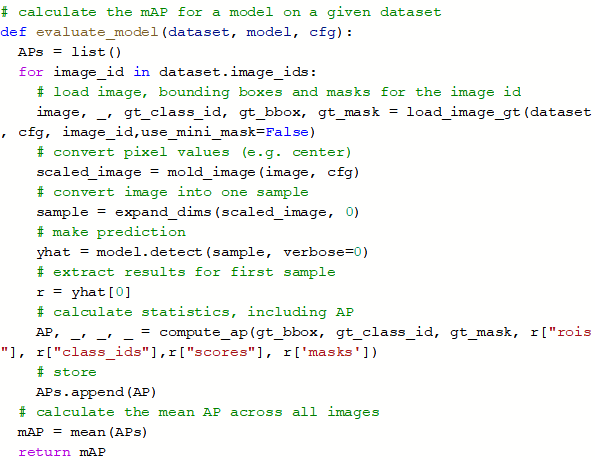 # calculate the mAP for a model on a given dataset
def evaluate_model(dataset, model, cfg):
  APs = list()
  for image_id in dataset.image_ids:
    # load image, bounding boxes and masks for the image id
    image, _, gt_class_id, gt_bbox, gt_mask = load_image_gt(dataset
, cfg, image_id,use_mini_mask=False)
    # convert pixel values (e.g. center)
    scaled_image = mold_image(image, cfg)
    # convert image into one sample
    sample = expand_dims(scaled_image, 0)
    # make prediction
    yhat = model.detect(sample, verbose=0)
    # extract results for first sample
    r = yhat[0]
    # calculate statistics, including AP
    AP, _, _, _ = compute_ap(gt_bbox, gt_class_id, gt_mask, r["rois
"], r["class_ids"],r["scores"], r['masks'])
    # store
    APs.append(AP)
  # calculate the mean AP across all images
  mAP = mean(APs)
  return mAP